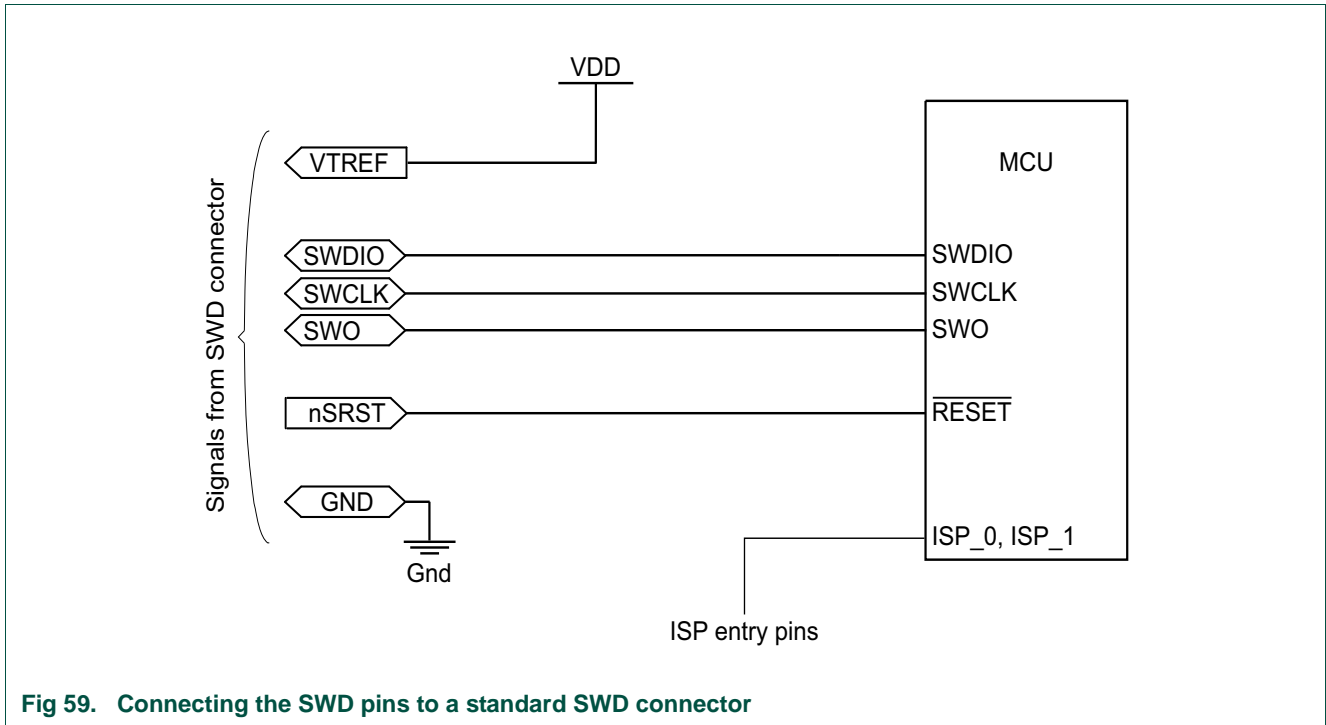 VDD
VTREF
MCU
Signals from SWD connector
SWDIO
SWDIO
SWCLK
SWCLK
SWO
SWO
nSRST
RESET
GND
Gnd
ISP_0, ISP_1
ISP entry pins
Fig 59. Connecting the SWD pins to a standard SWD connector